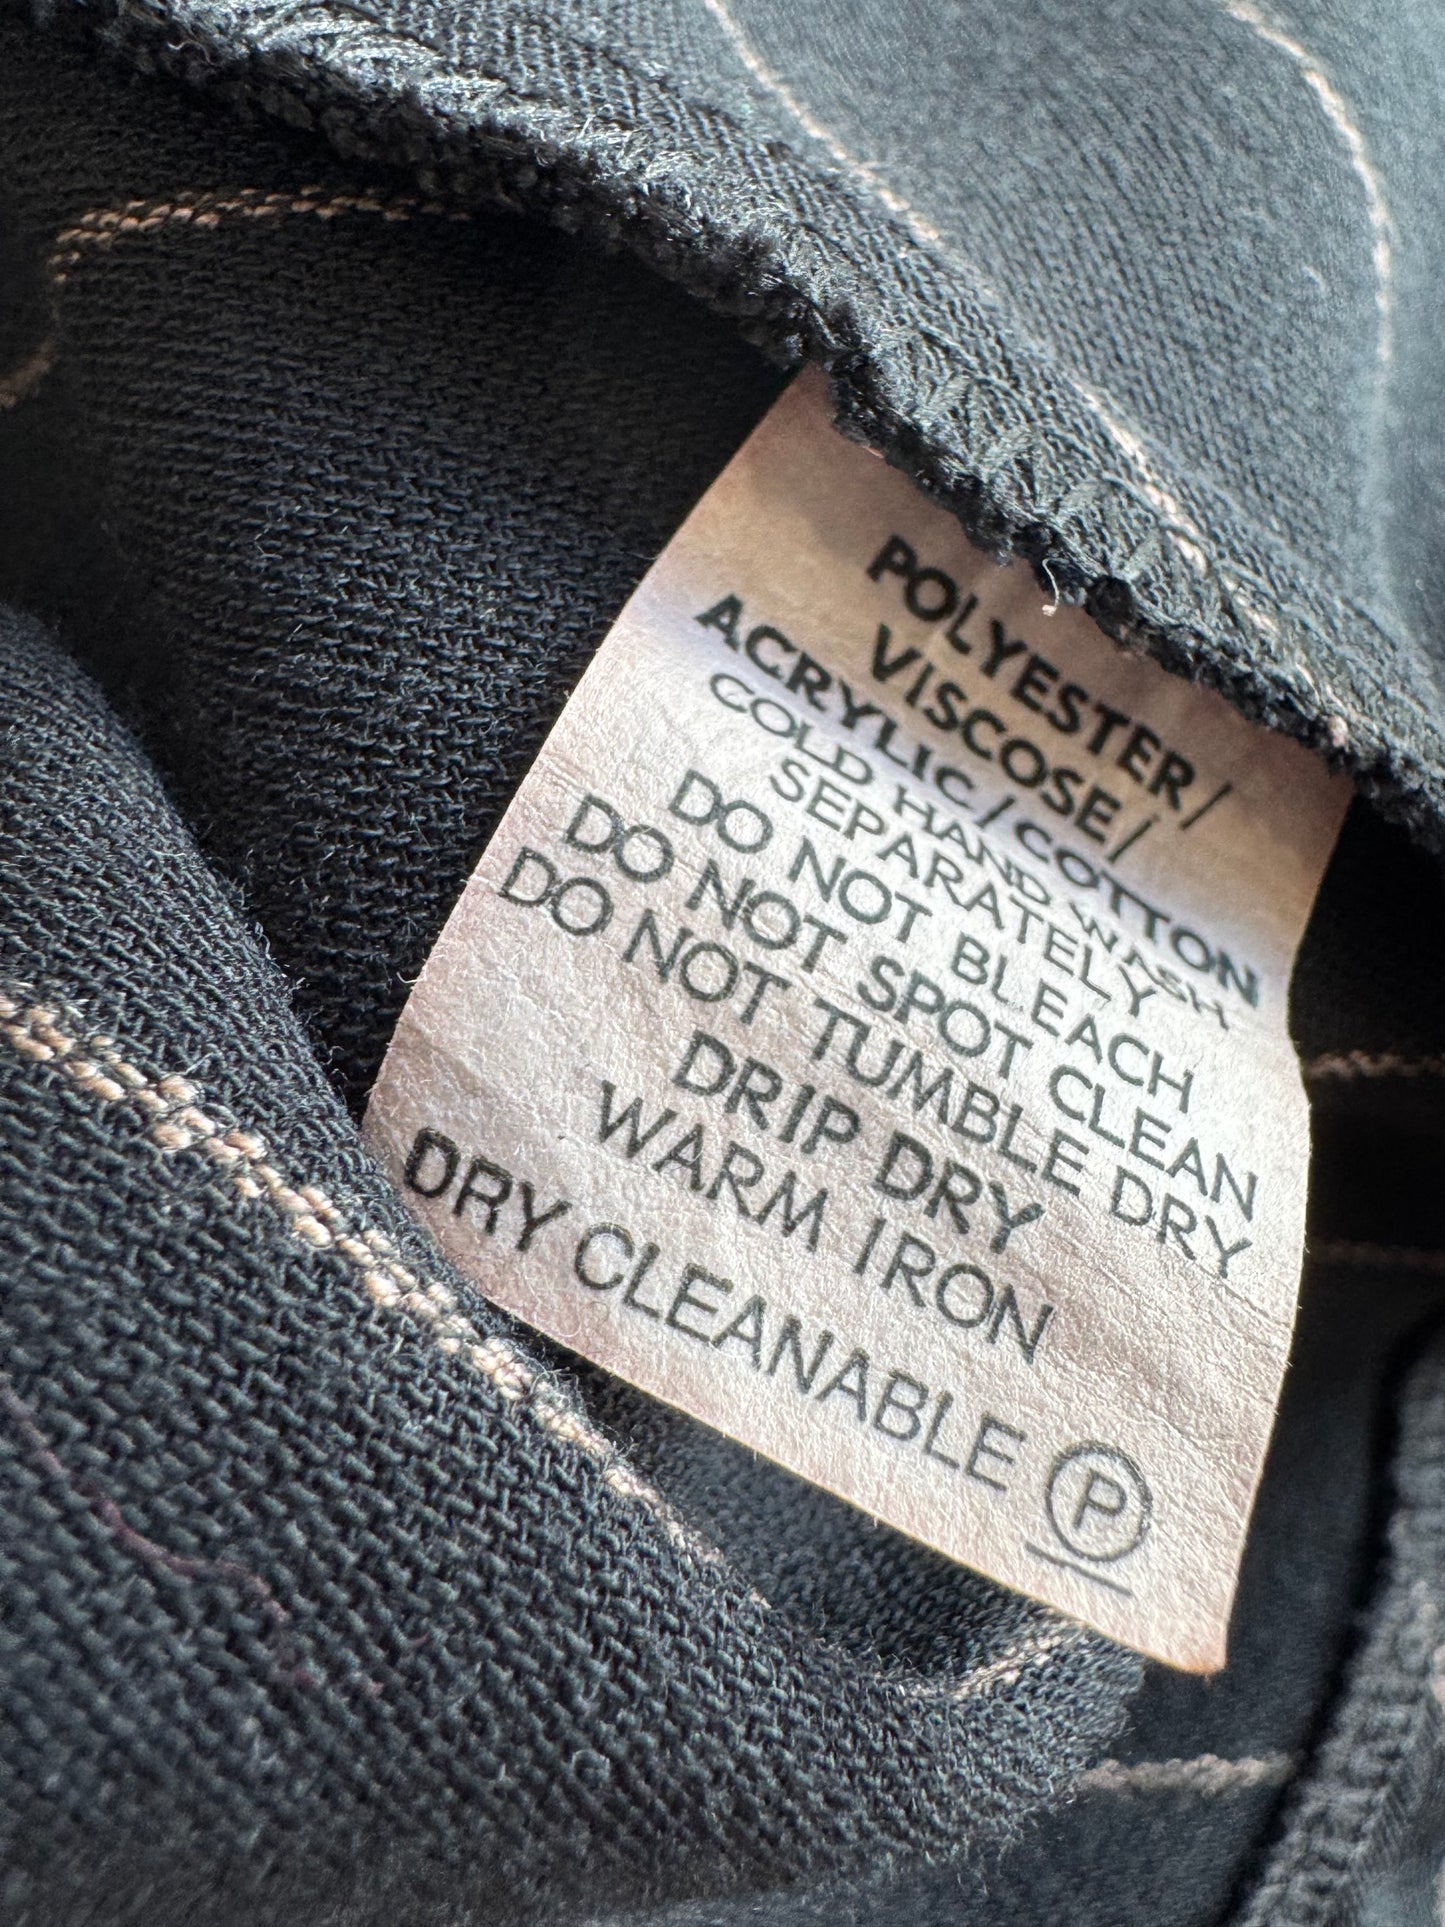 POLYESTER/
VISCOSE/
ACRYLIC/COTTON
COLD HAND WASH
SEPARATELY
DO NOT BLEACH
DO NOT SPOT CLEAN
DO NOT TUMBLE DRY
DRIP DRY
WARM IRON
DRY CLEANABLE P